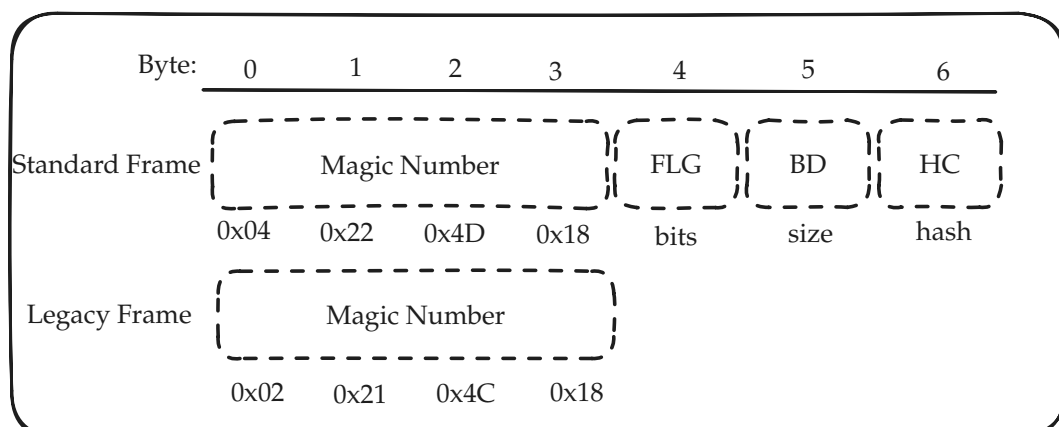 Byte: 0 1 2 3 4 5 6
Standard Frame Magic Number FLG BD HC
0x04 0x22 0x4D 0x18 bits size hash
Legacy Frame Magic Number
0x02 0x21 0x4C 0x18